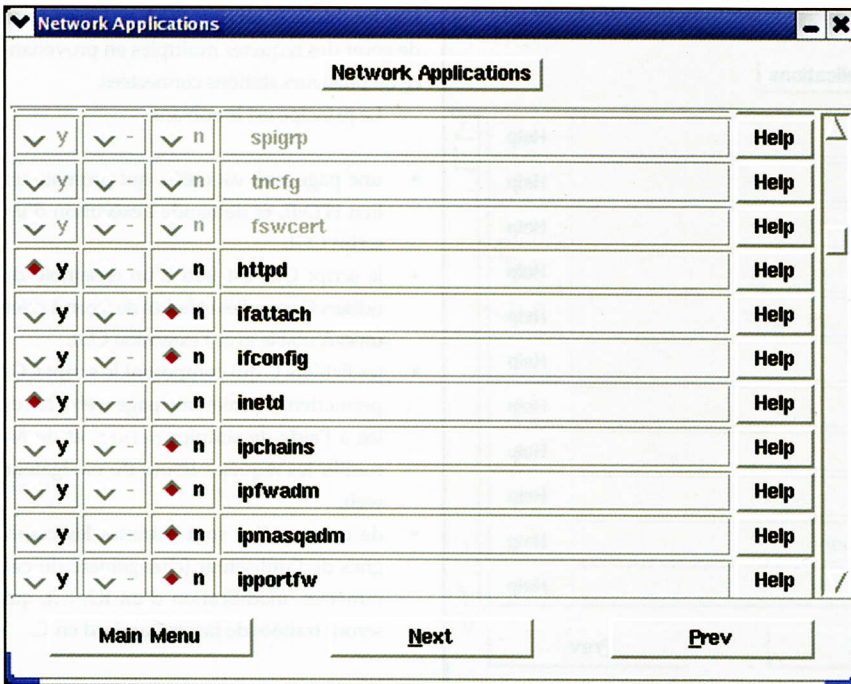 Network Applications
Network Applications
y - n spigrp Help
y - n tncfg Help
y - n fswcert Help
y - n httpd Help
y - n ifattach Help
y - n ifconfig Help
y - n inetd Help
y - n ipchains Help
y - n ipfwadm Help
y - n ipmasqadm Help
y - n ipportfw Help
Main Menu Next Prev